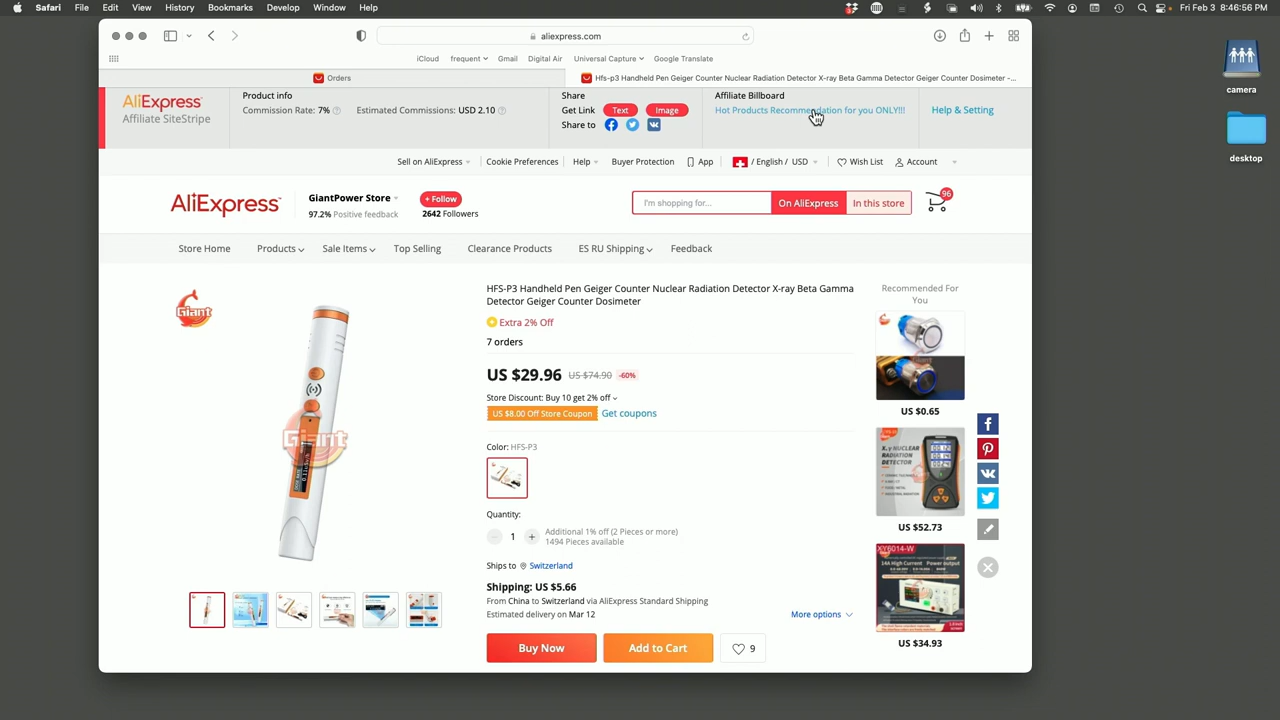 Safari File Edit View History Bookmarks Develop Window Help
Fri Feb 3 8:46:56 PM
aliexpress.com
iCloud frequent Gmail Digital Air Universal Capture Google Translate
Orders
Hfs-p3 Handheld Pen Geiger Counter Nuclear Radiation Detector X-ray Beta Gamma Detector Geiger Counter Dosimeter -...
AliExpress
Affiliate SiteStripe
Product info
Commission Rate: 7% Estimated Commissions: USD 2.10
Share
Get Link Text Image
Share to
Affiliate Billboard
Hot Products Recommendation for you ONLY!!!
Help & Setting
Sell on AliExpress Cookie Preferences Help Buyer Protection App / English / USD Wish List Account
AliExpress
GiantPower Store
97.2% Positive feedback
+ Follow
2642 Followers
I'm shopping for... On AliExpress In this store
96
Store Home Products Sale Items Top Selling Clearance Products ES RU Shipping Feedback
Giant
Giant
HFS-P3 Handheld Pen Geiger Counter Nuclear Radiation Detector X-ray Beta Gamma
Detector Geiger Counter Dosimeter
Extra 2% Off
7 orders
US $29.96 US $74.90 -60%
Store Discount: Buy 10 get 2% off
US $8.00 Off Store Coupon Get coupons
Color: HFS-P3
Quantity:
1
Additional 1% off (2 Pieces or more)
1494 Pieces available
Ships to Switzerland
Shipping: US $5.66
From China to Switzerland via AliExpress Standard Shipping
Estimated delivery on Mar 12
More options
Buy Now Add to Cart 9
Recommended For
You
US $0.65
X,γ NUCLEAR
RADIATION
DETECTOR
US $52.73
XY6014-W
14A High Current Power output
US $34.93
camera
desktop